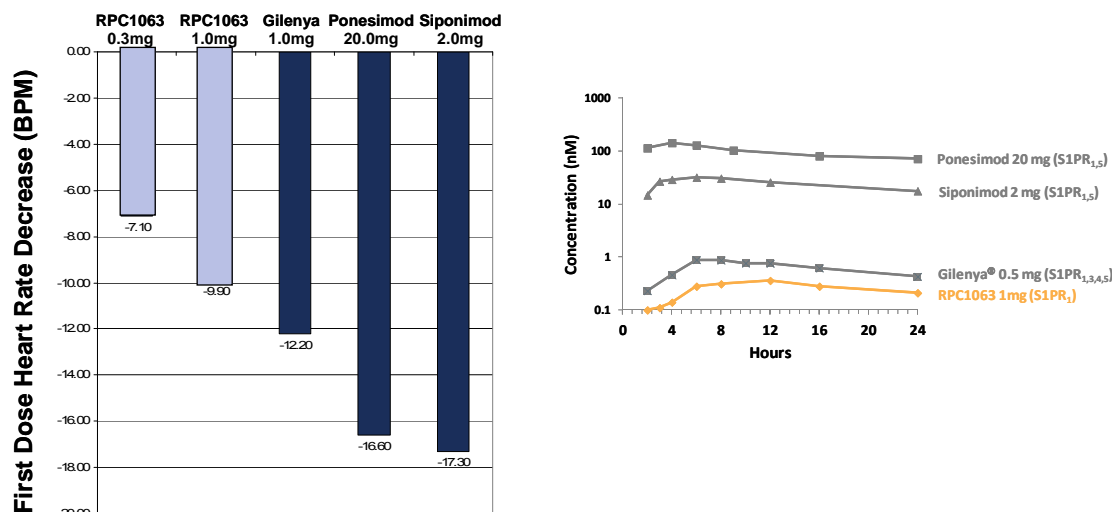 RPC1063 RPC1063 Gilenya Ponesimod Siponimod
0.3mg 1.0mg 1.0mg 20.0mg 2.0mg
First Dose Heart Rate Decrease (BPM)
0.00
-2.00
-4.00
-6.00
-8.00
-10.00
-12.00
-14.00
-16.00
-18.00
-20.00
-7.10
-9.90
-12.20
-16.60
-17.30
Concentration (nM)
1000
100
10
1
0.1
0 4 8 12 16 20 24
Hours
Ponesimod 20 mg (S1PR1,5)
Siponimod 2 mg (S1PR1,5)
Gilenya® 0.5 mg (S1PR1,3,4,5)
RPC1063 1mg (S1PR1)